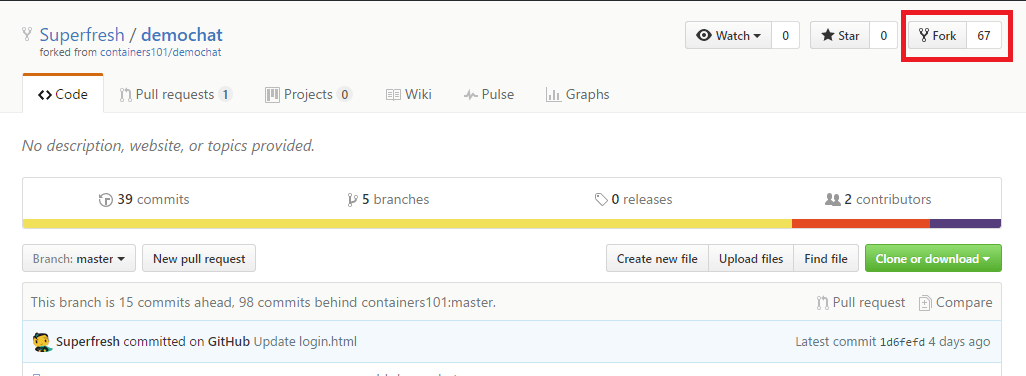 Superfresh / demochat
forked from containers101/demochat
Watch 0 Star 0 Fork 67
Code Pull requests 1 Projects 0 Wiki Pulse Graphs
No description, website, or topics provided.
39 commits 5 branches 0 releases 2 contributors
Branch: master New pull request Create new file Upload files Find file Clone or download
This branch is 15 commits ahead, 98 commits behind containers101:master. Pull request Compare
Superfresh committed on GitHub Update login.html Latest commit 1d6fefd 4 days ago